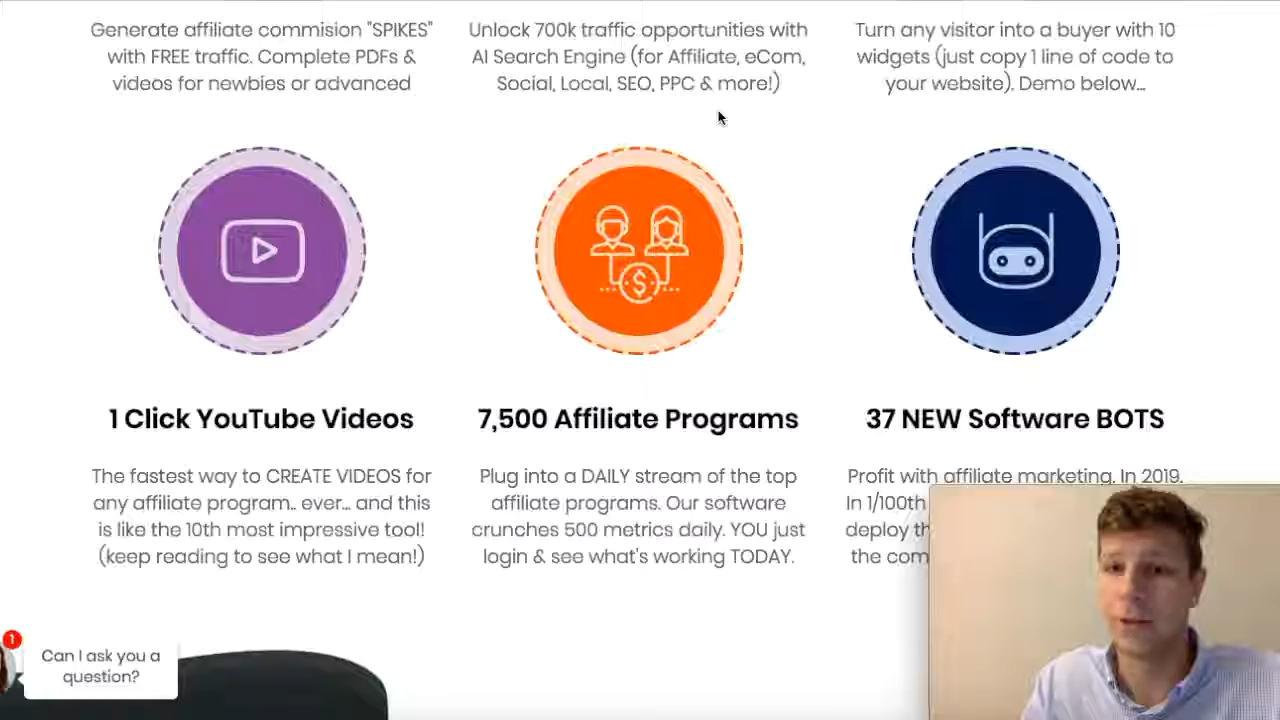 Generate affiliate commision "SPIKES"
with FREE traffic. Complete PDFs &
videos for newbies or advanced
Unlock 700k traffic opportunities with
AI Search Engine (for Affiliate, eCom,
Social, Local, SEO, PPC & more!)
Turn any visitor into a buyer with 10
widgets (just copy 1 line of code to
your website). Demo below...
1 Click YouTube Videos
The fastest way to CREATE VIDEOS for
any affiliate program.. ever... and this
is like the 10th most impressive tool!
(keep reading to see what I mean!)
7,500 Affiliate Programs
Plug into a DAILY stream of the top
affiliate programs. Our software
crunches 500 metrics daily. YOU just
login & see what's working TODAY.
37 NEW Software BOTS
Profit with affiliate marketing. In 2019.
In 1/100th
deploy
the
1
Can I ask you a
question?